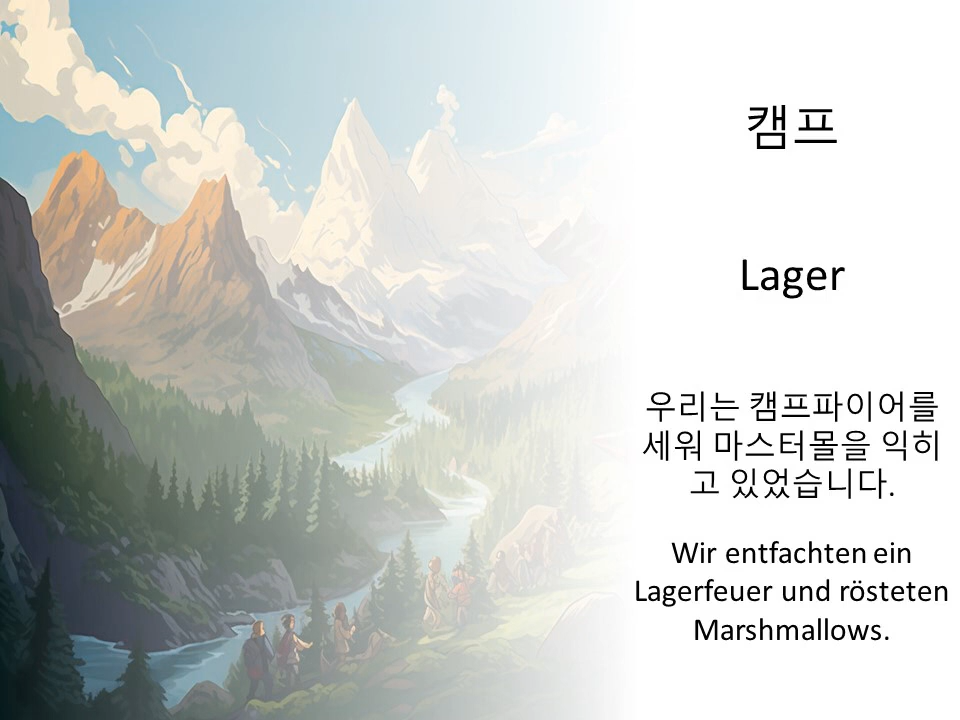 캠프
Lager
우리는 캠프파이어를
세워 마스터몰을 익히
고 있었습니다.
Wir entfachten ein
Lagerfeuer und rösteten
Marshmallows.